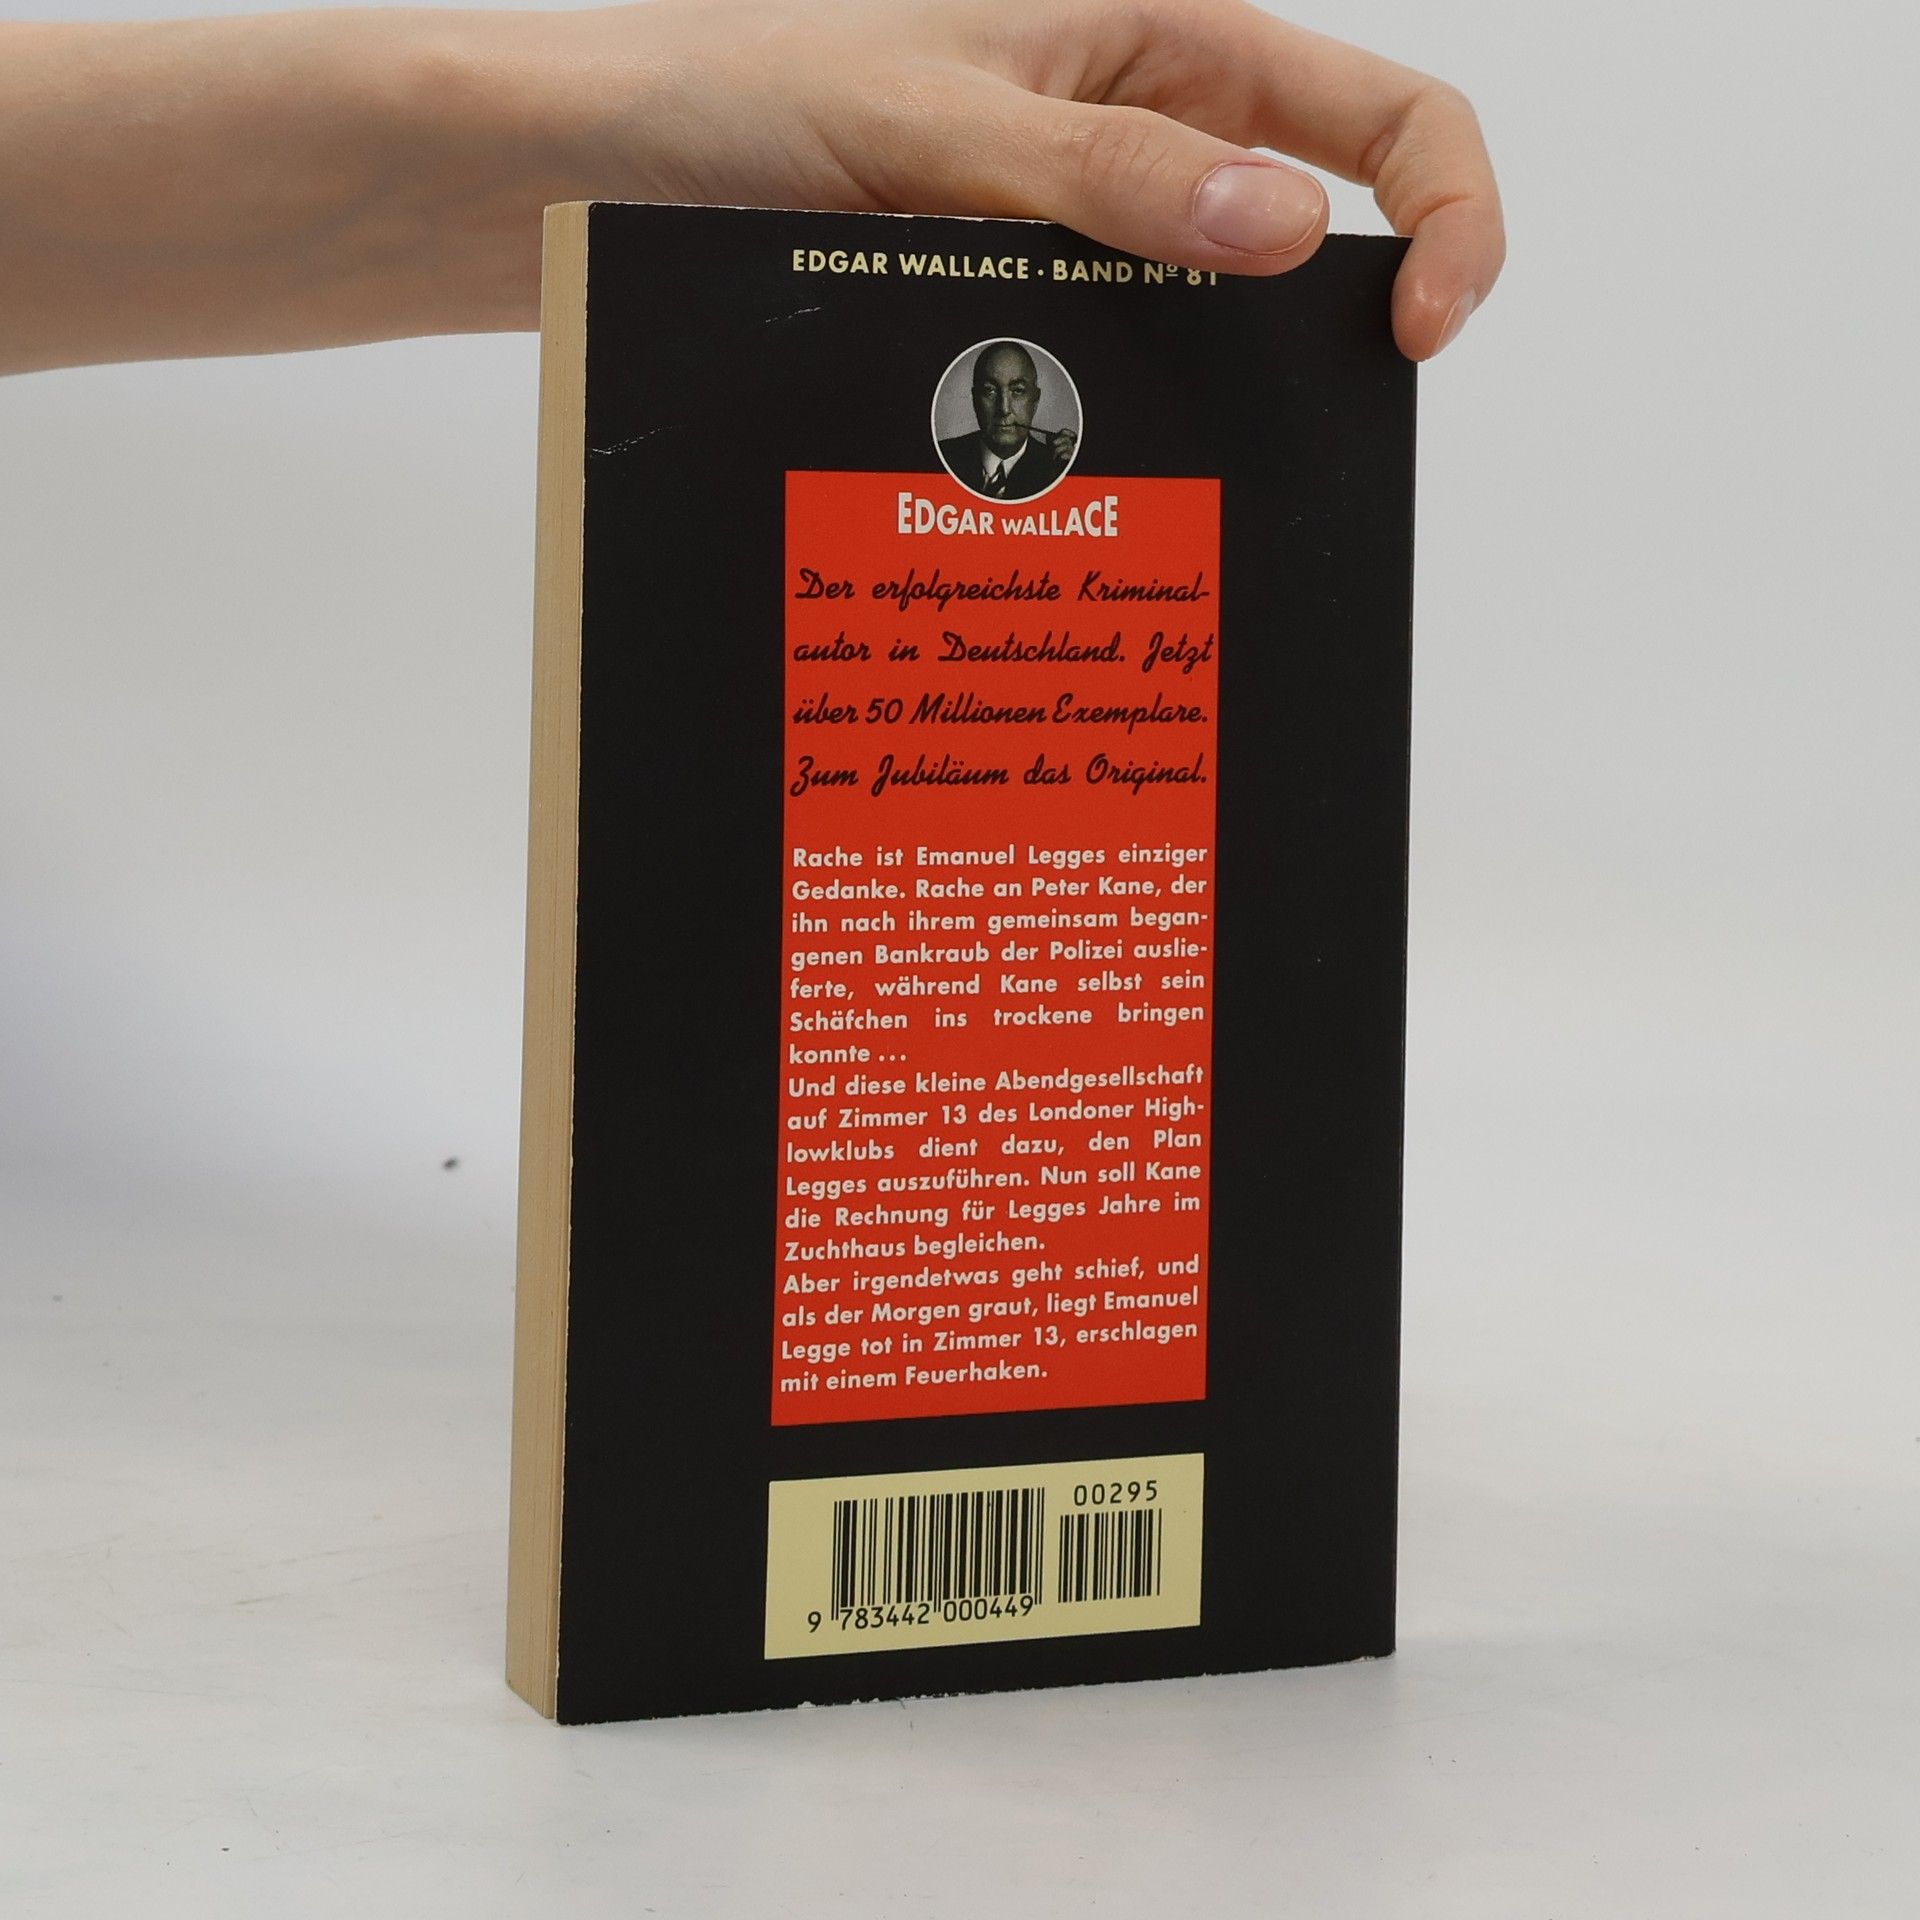 EDGAR WALLACE · BAND Nº 81
EDGAR WALLACE
Der erfolgreichste Kriminal-
autor in Deutschland. Jetzt
über 50 Millionen Exemplare.
Zum Jubiläum das Original.
Rache ist Emanuel Legges einziger
Gedanke. Rache an Peter Kane, der
ihn nach ihrem gemeinsam began-
genen Bankraub der Polizei auslie-
ferte, während Kane selbst sein
Schäfchen ins trockene bringen
konnte ...
Und diese kleine Abendgesellschaft
auf Zimmer 13 des Londoner High-
lowklubs dient dazu, den Plan
Legges auszuführen. Nun soll Kane
die Rechnung für Legges Jahre im
Zuchthaus begleichen.
Aber irgendetwas geht schief, und
als der Morgen graut, liegt Emanuel
Legge tot in Zimmer 13, erschlagen
mit einem Feuerhaken.
00295
9 783442 000449